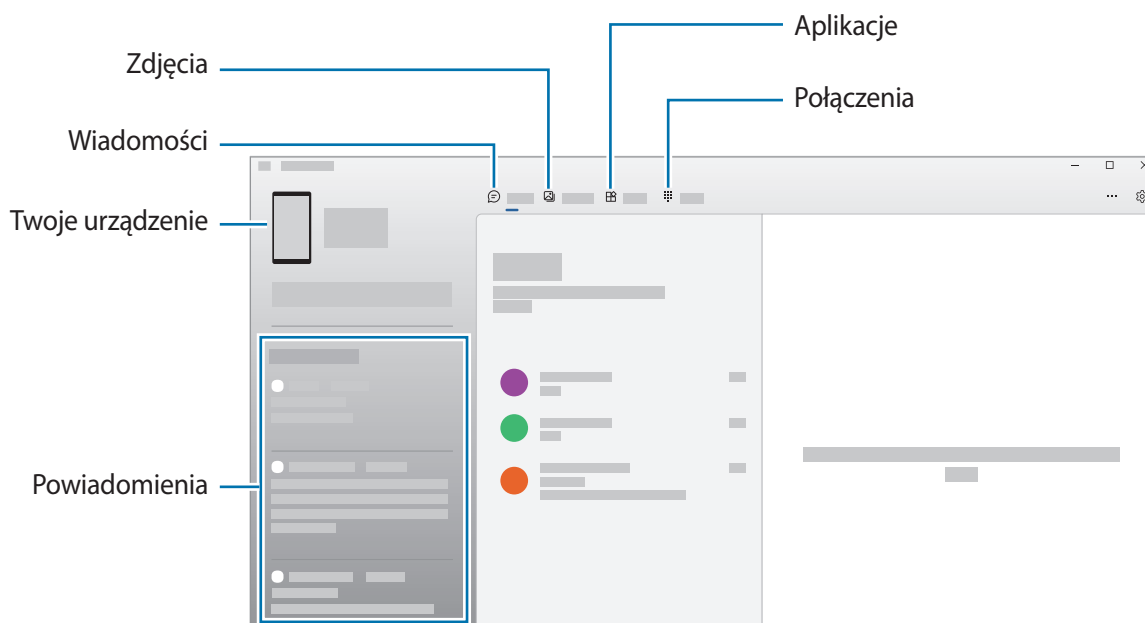 Aplikacje
Zdjęcia
Połączenia
Wiadomości
Twoje urządzenie
Powiadomienia